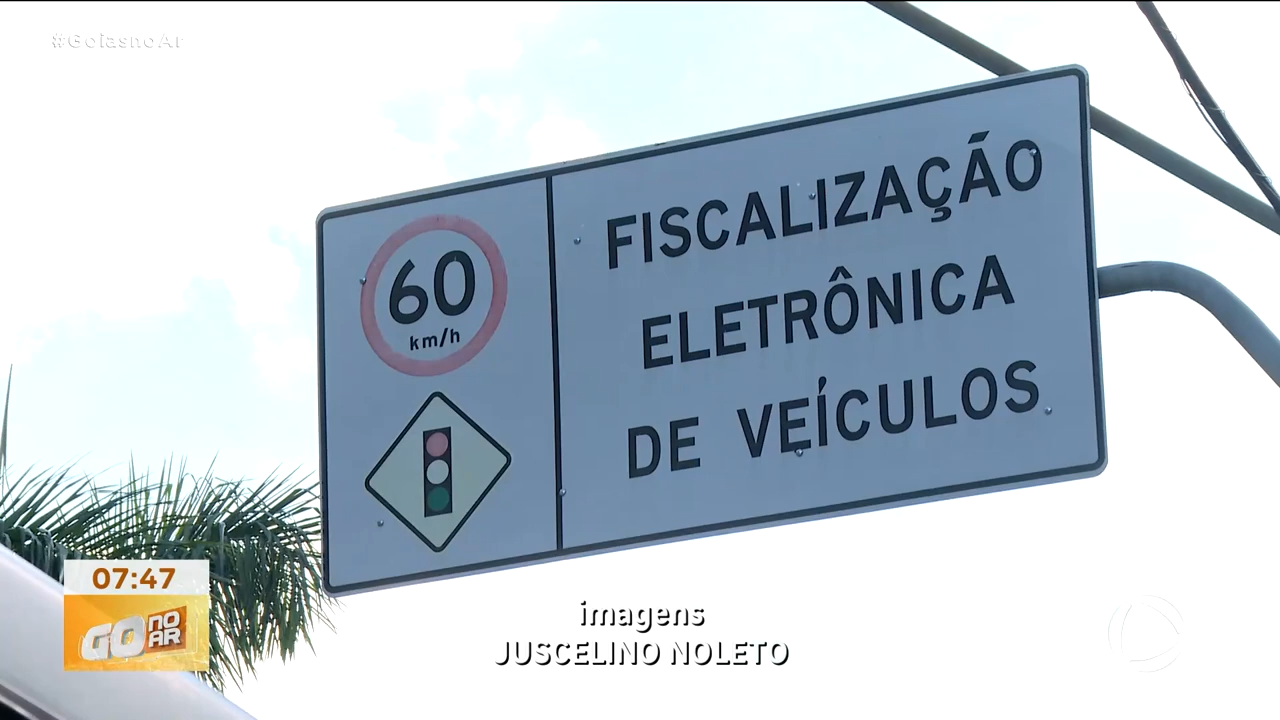 #GoiasnoAr
60
km/h
FISCALIZAÇÃO
ELETRÔNICA
DE VEÍCULOS
07:47
GO NO AR
imagens
JUSCELINO NOLETO